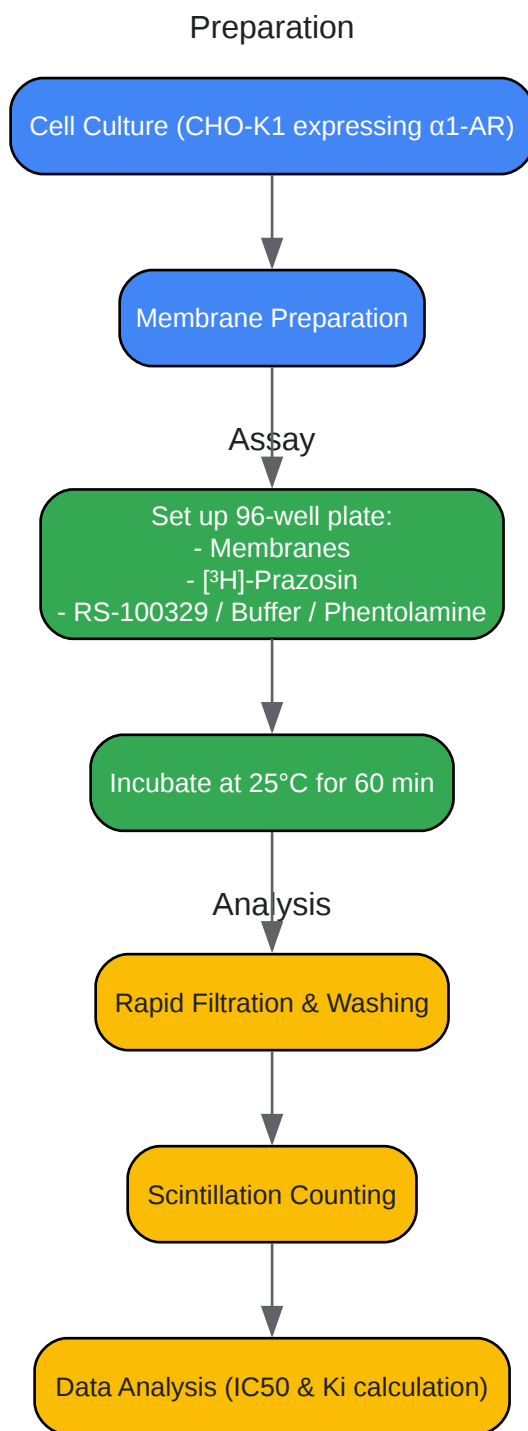 Preparation
Cell Culture (CHO-K1 expressing α1-AR)
Membrane Preparation
Assay
Set up 96-well plate:
- Membranes
- [³H]-Prazosin
- RS-100329 / Buffer / Phentolamine
Incubate at 25°C for 60 min
Analysis
Rapid Filtration & Washing
Scintillation Counting
Data Analysis (IC50 & Ki calculation)